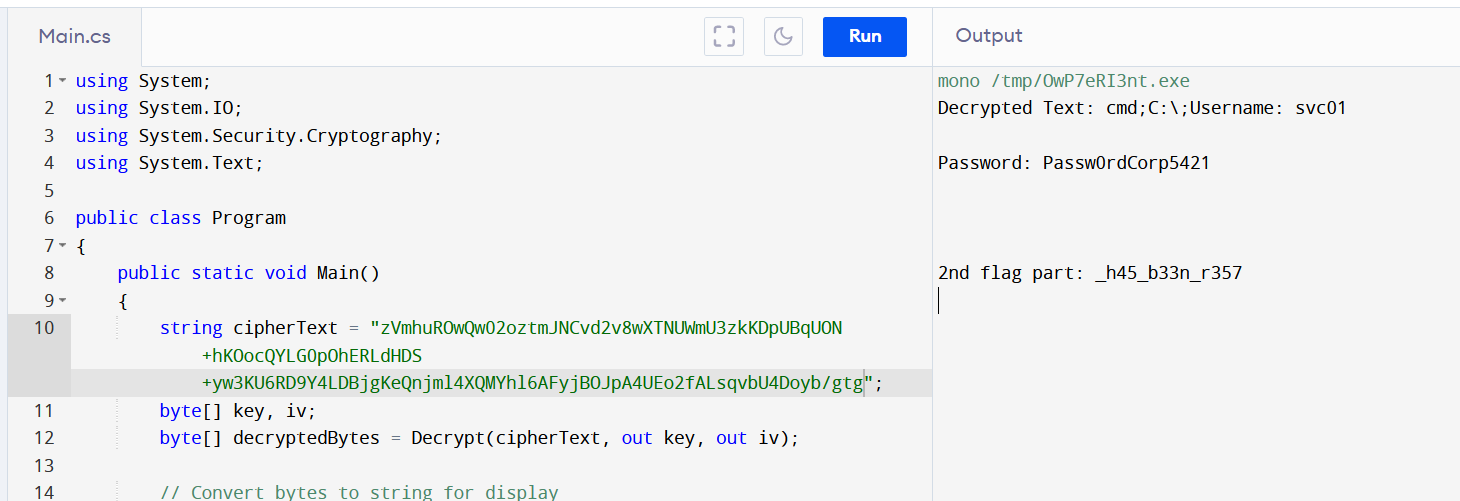 Main.cs
Run
Output
1 using System;
2 using System.IO;
3 using System.Security.Cryptography;
4 using System.Text;
5
6 public class Program
7 {
8 public static void Main()
9 {
10 string cipherText = "zVmhuROwQw02oztmJNCvd2v8wXTNUWmU3zkKDpUBqUON
+hKOocQYLG0pOhERLdHDS
+yw3KU6RD9Y4LDBjgKeQnjml4XQMYhl6AFyjBOJpA4UEo2fALsqvbU4Doyb/gtg";
11 byte[] key, iv;
12 byte[] decryptedBytes = Decrypt(cipherText, out key, out iv);
13
14 // Convert bytes to string for display
mono /tmp/OwP7eRI3nt.exe
Decrypted Text: cmd;C:\;Username: svc01
Password: Passw0rdCorp5421
2nd flag part: _h45_b33n_r357